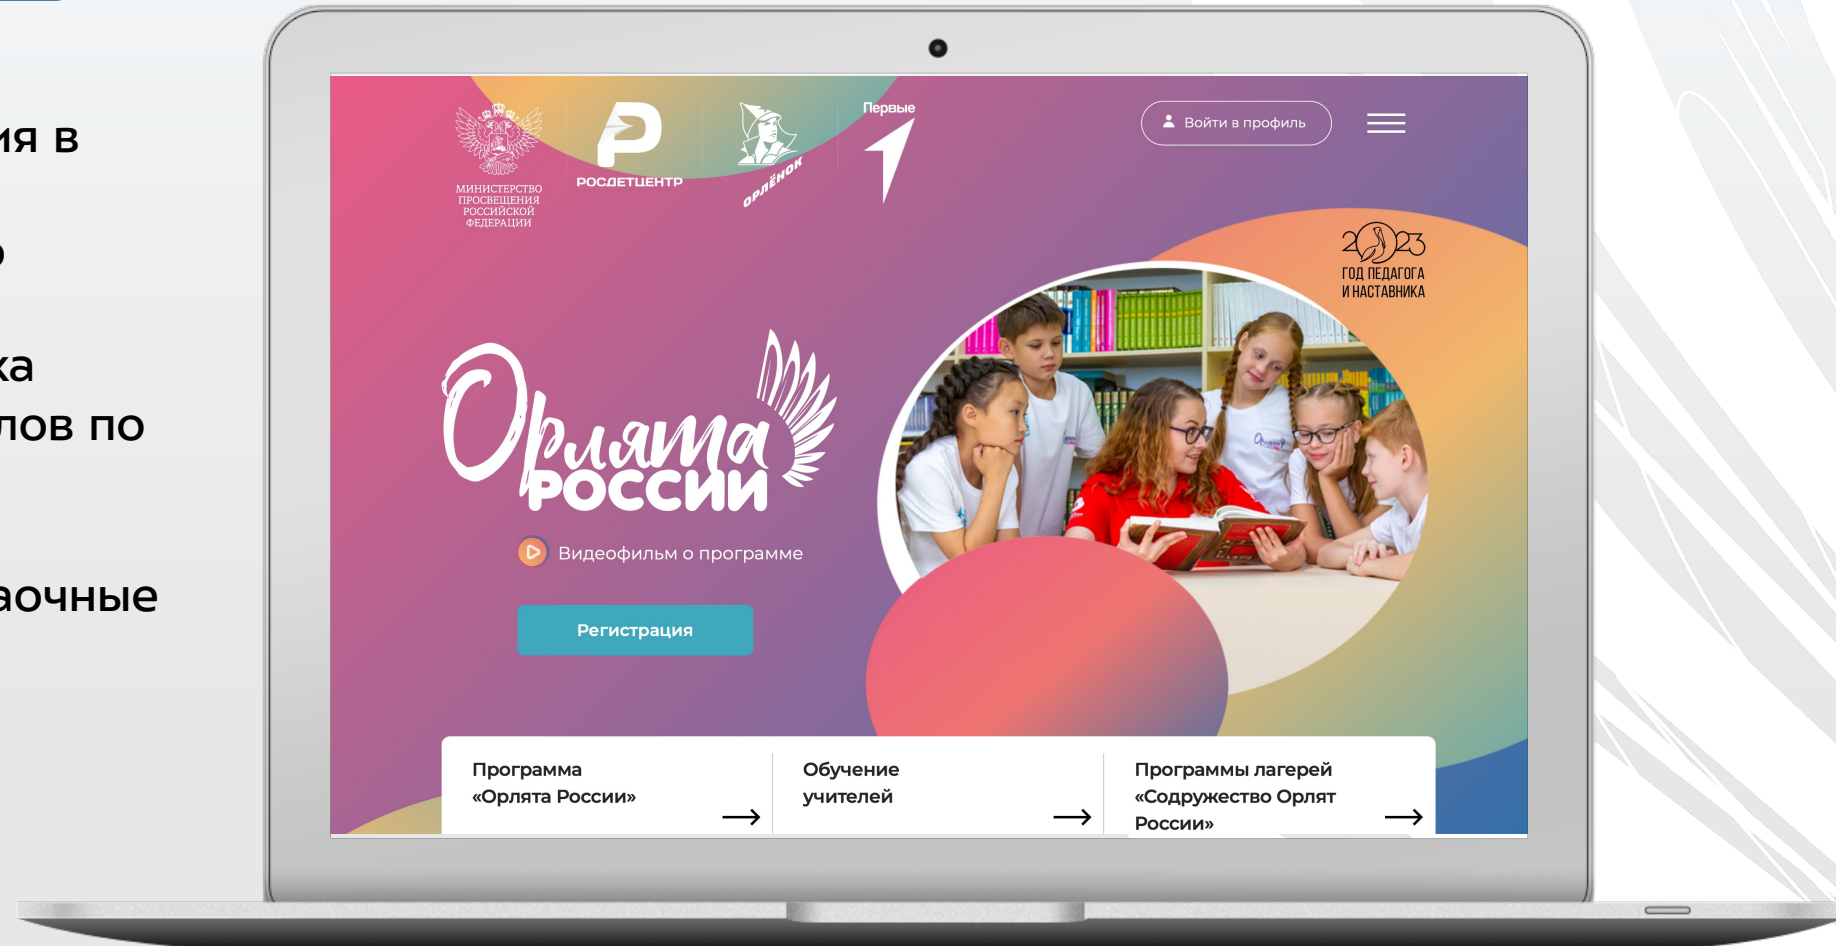 ия в
ка
лов по
аочные
МИНИСТЕРСТВО
ПРОСВЕЩЕНИЯ
РОССИЙСКОЙ
ФЕДЕРАЦИИ
РОСДЕТЦЕНТР
ОРЛЁНОК
Первые
Войти в профиль
2023
ГОД ПЕДАГОГА
И НАСТАВНИКА
Орлята
РОССИИ
Видеофильм о программе
Регистрация
Программа
«Орлята России»
Обучение
учителей
Программы лагерей
«Содружество Орлят
России»